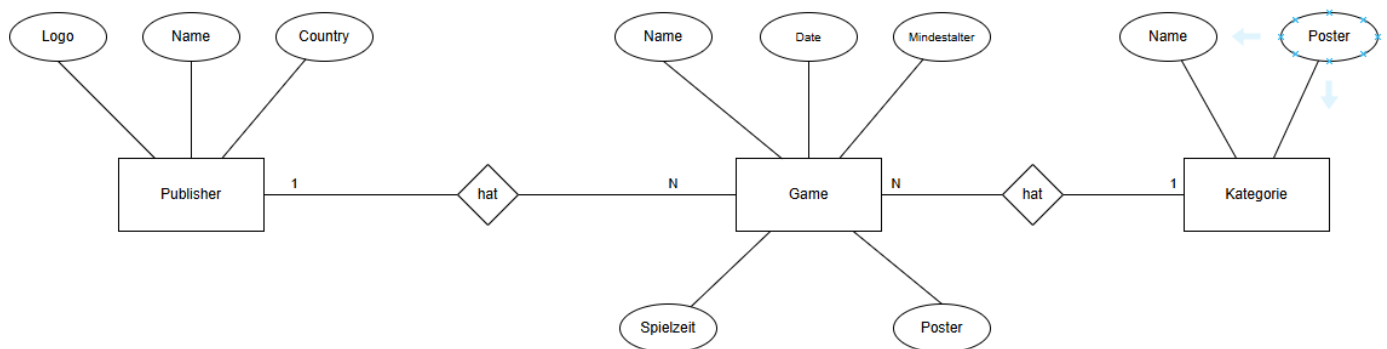 Logo
Name
Country
Name
Date
Mindestalter
Name
Poster
Publisher
1
hat
N
Game
N
hat
1
Kategorie
Spielzeit
Poster